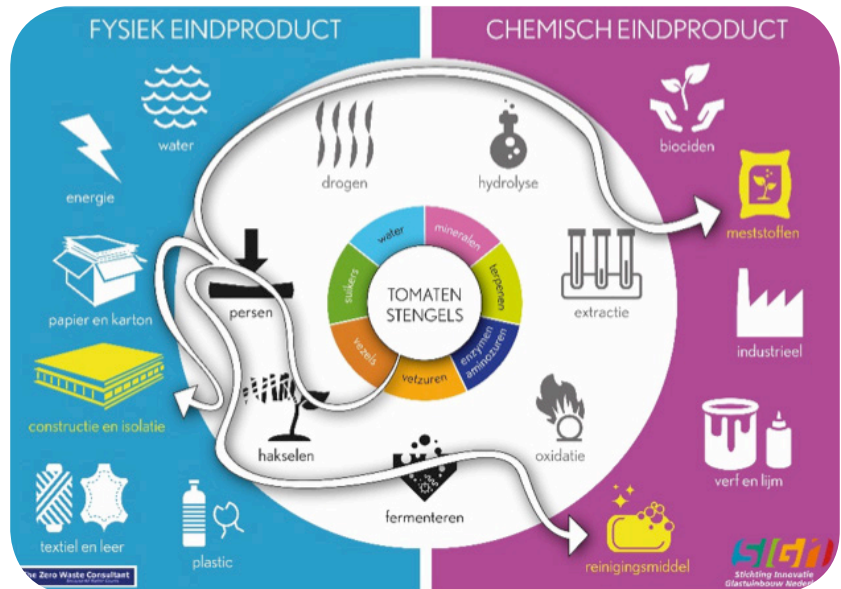 FYSIEK EINDPRODUCT
CHEMISCH EINDPRODUCT
water
energie
papier en karton
constructie en isolatie
textiel en leer
plastic
drogen
hydrolyse
persen
extractie
hakselen
oxidatie
fermenteren
TOMATEN
STENGELS
water
mineralen
terpenen
enzymen
aminozuren
vetzuren
vezels
suikers
biociden
meststoffen
industrieel
verf en lijm
reinigingsmiddel
The Zero Waste Consultant
SIGN
Stichting Innovatie
Glastuinbouw